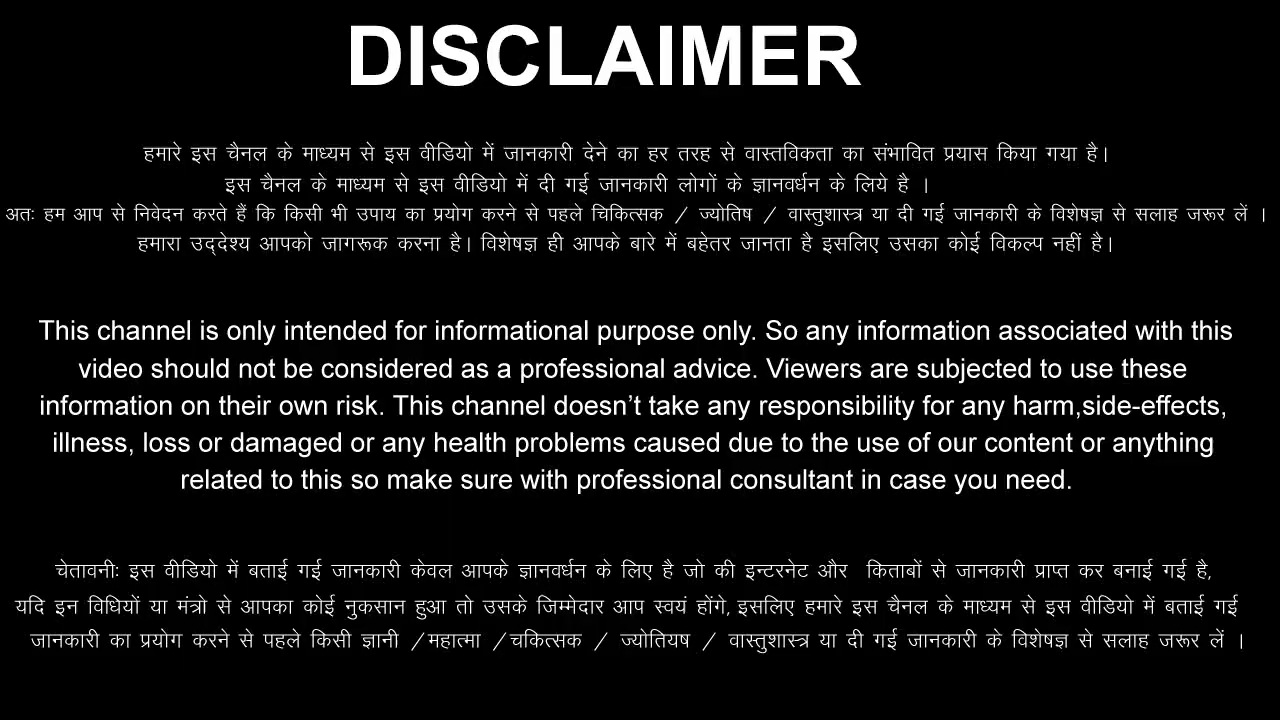 DISCLAIMER
हमारे इस चैनल के माध्यम से इस वीडियो में जानकारी देने का हर तरह से वास्तविकता का संभावित प्रयास किया गया है।
इस चैनल के माध्यम से इस वीडियो में दी गई जानकारी लोगों के ज्ञानवर्धन के लिये है ।
अतः हम आप से निवेदन करते हैं कि किसी भी उपाय का प्रयोग करने से पहले चिकित्सक / ज्योतिष / वास्तुशास्त्र या दी गई जानकारी के विशेषज्ञ से सलाह जरूर लें ।
हमारा उद्देश्य आपको जागरूक करना है। विशेषज्ञ ही आपके बारे में बहेतर जानता है इसलिए उसका कोई विकल्प नहीं है।
This channel is only intended for informational purpose only. So any information associated with this
video should not be considered as a professional advice. Viewers are subjected to use these
information on their own risk. This channel doesn’t take any responsibility for any harm,side-effects,
illness, loss or damaged or any health problems caused due to the use of our content or anything
related to this so make sure with professional consultant in case you need.
चेतावनीः इस वीडियो में बताई गई जानकारी केवल आपके ज्ञानवर्धन के लिए है जो की इन्टरनेट और किताबों से जानकारी प्राप्त कर बनाई गई है,
यदि इन विधियों या मंत्रो से आपका कोई नुकसान हुआ तो उसके जिम्मेदार आप स्वयं होंगे, इसलिए हमारे इस चैनल के माध्यम से इस वीडियो में बताई गई
जानकारी का प्रयोग करने से पहले किसी ज्ञानी /महात्मा /चकित्सक / ज्योतियष / वास्तुशास्त्र या दी गई जानकारी के विशेषज्ञ से सलाह जरूर लें ।